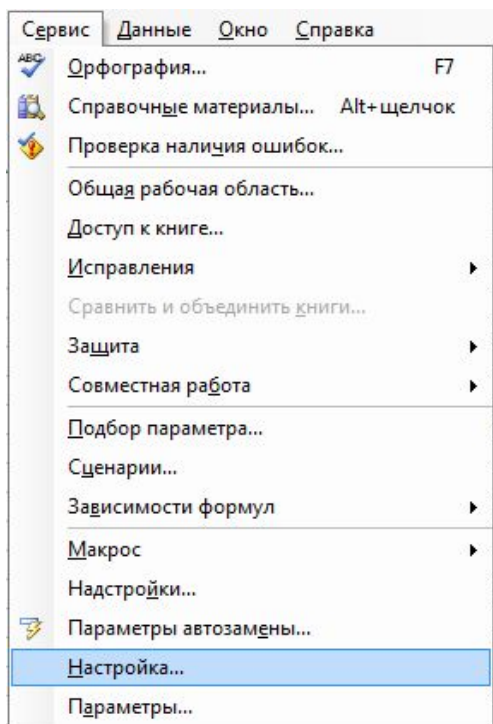 Сервис Данные Окно Справка
ABC Орфография... F7
Справочные материалы... Alt+щелчок
Проверка наличия ошибок...
Общая рабочая область...
Доступ к книге...
Исправления
Сравнить и объединить книги...
Защита
Совместная работа
Подбор параметра...
Сценарии...
Зависимости формул
Макрос
Надстройки...
Параметры автозамены...
Настройка...
Параметры...